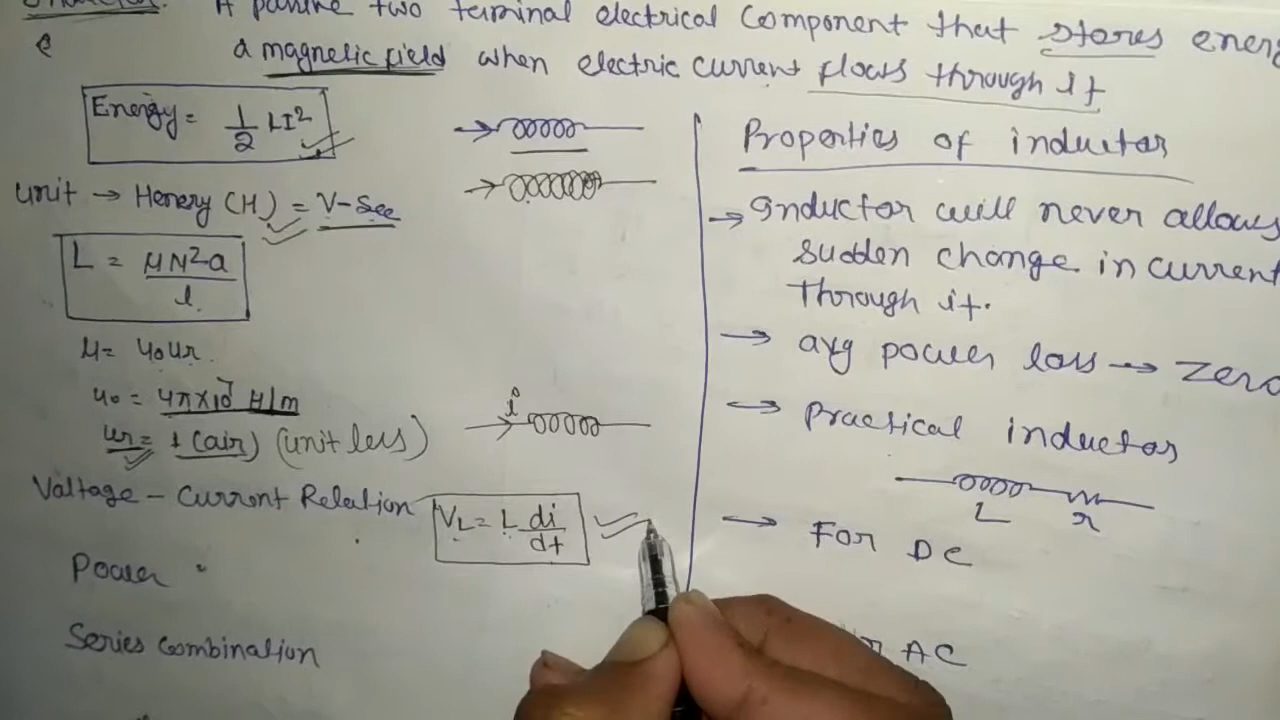 A passive two terminal electrical component that stores energ
a magnetic field when electric current flows through it
Energy = 1/2 LI²
unit → Henery (H) = V-Sec
L = μN²a / l
μ = μ0μr.
μ0 = 4π×10⁻⁷ H/m
μr = 1 (air) (unit less)
i
Voltage - Current Relation VL = L di/dt
Power
Series Combination
Properties of inductor
→ Inductor will never allows
sudden change in current
through it.
→ avg power loss → zero
→ Practical inductor
L r
→ For DC
AC